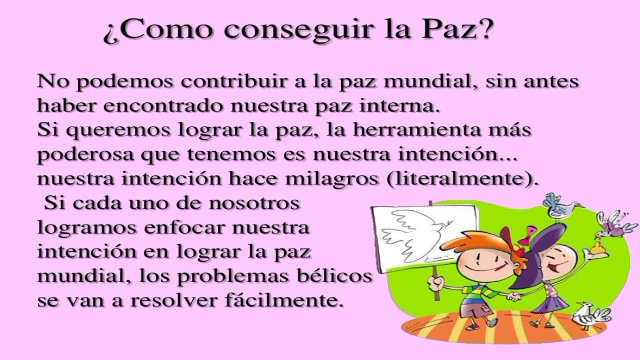 ¿Como conseguir la Paz?
No podemos contribuir a la paz mundial, sin antes
haber encontrado nuestra paz interna.
Si queremos lograr la paz, la herramienta más
poderosa que tenemos es nuestra intención...
nuestra intención hace milagros (literalmente).
Si cada uno de nosotros
logramos enfocar nuestra
intención en lograr la paz
mundial, los problemas bélicos
se van a resolver fácilmente.